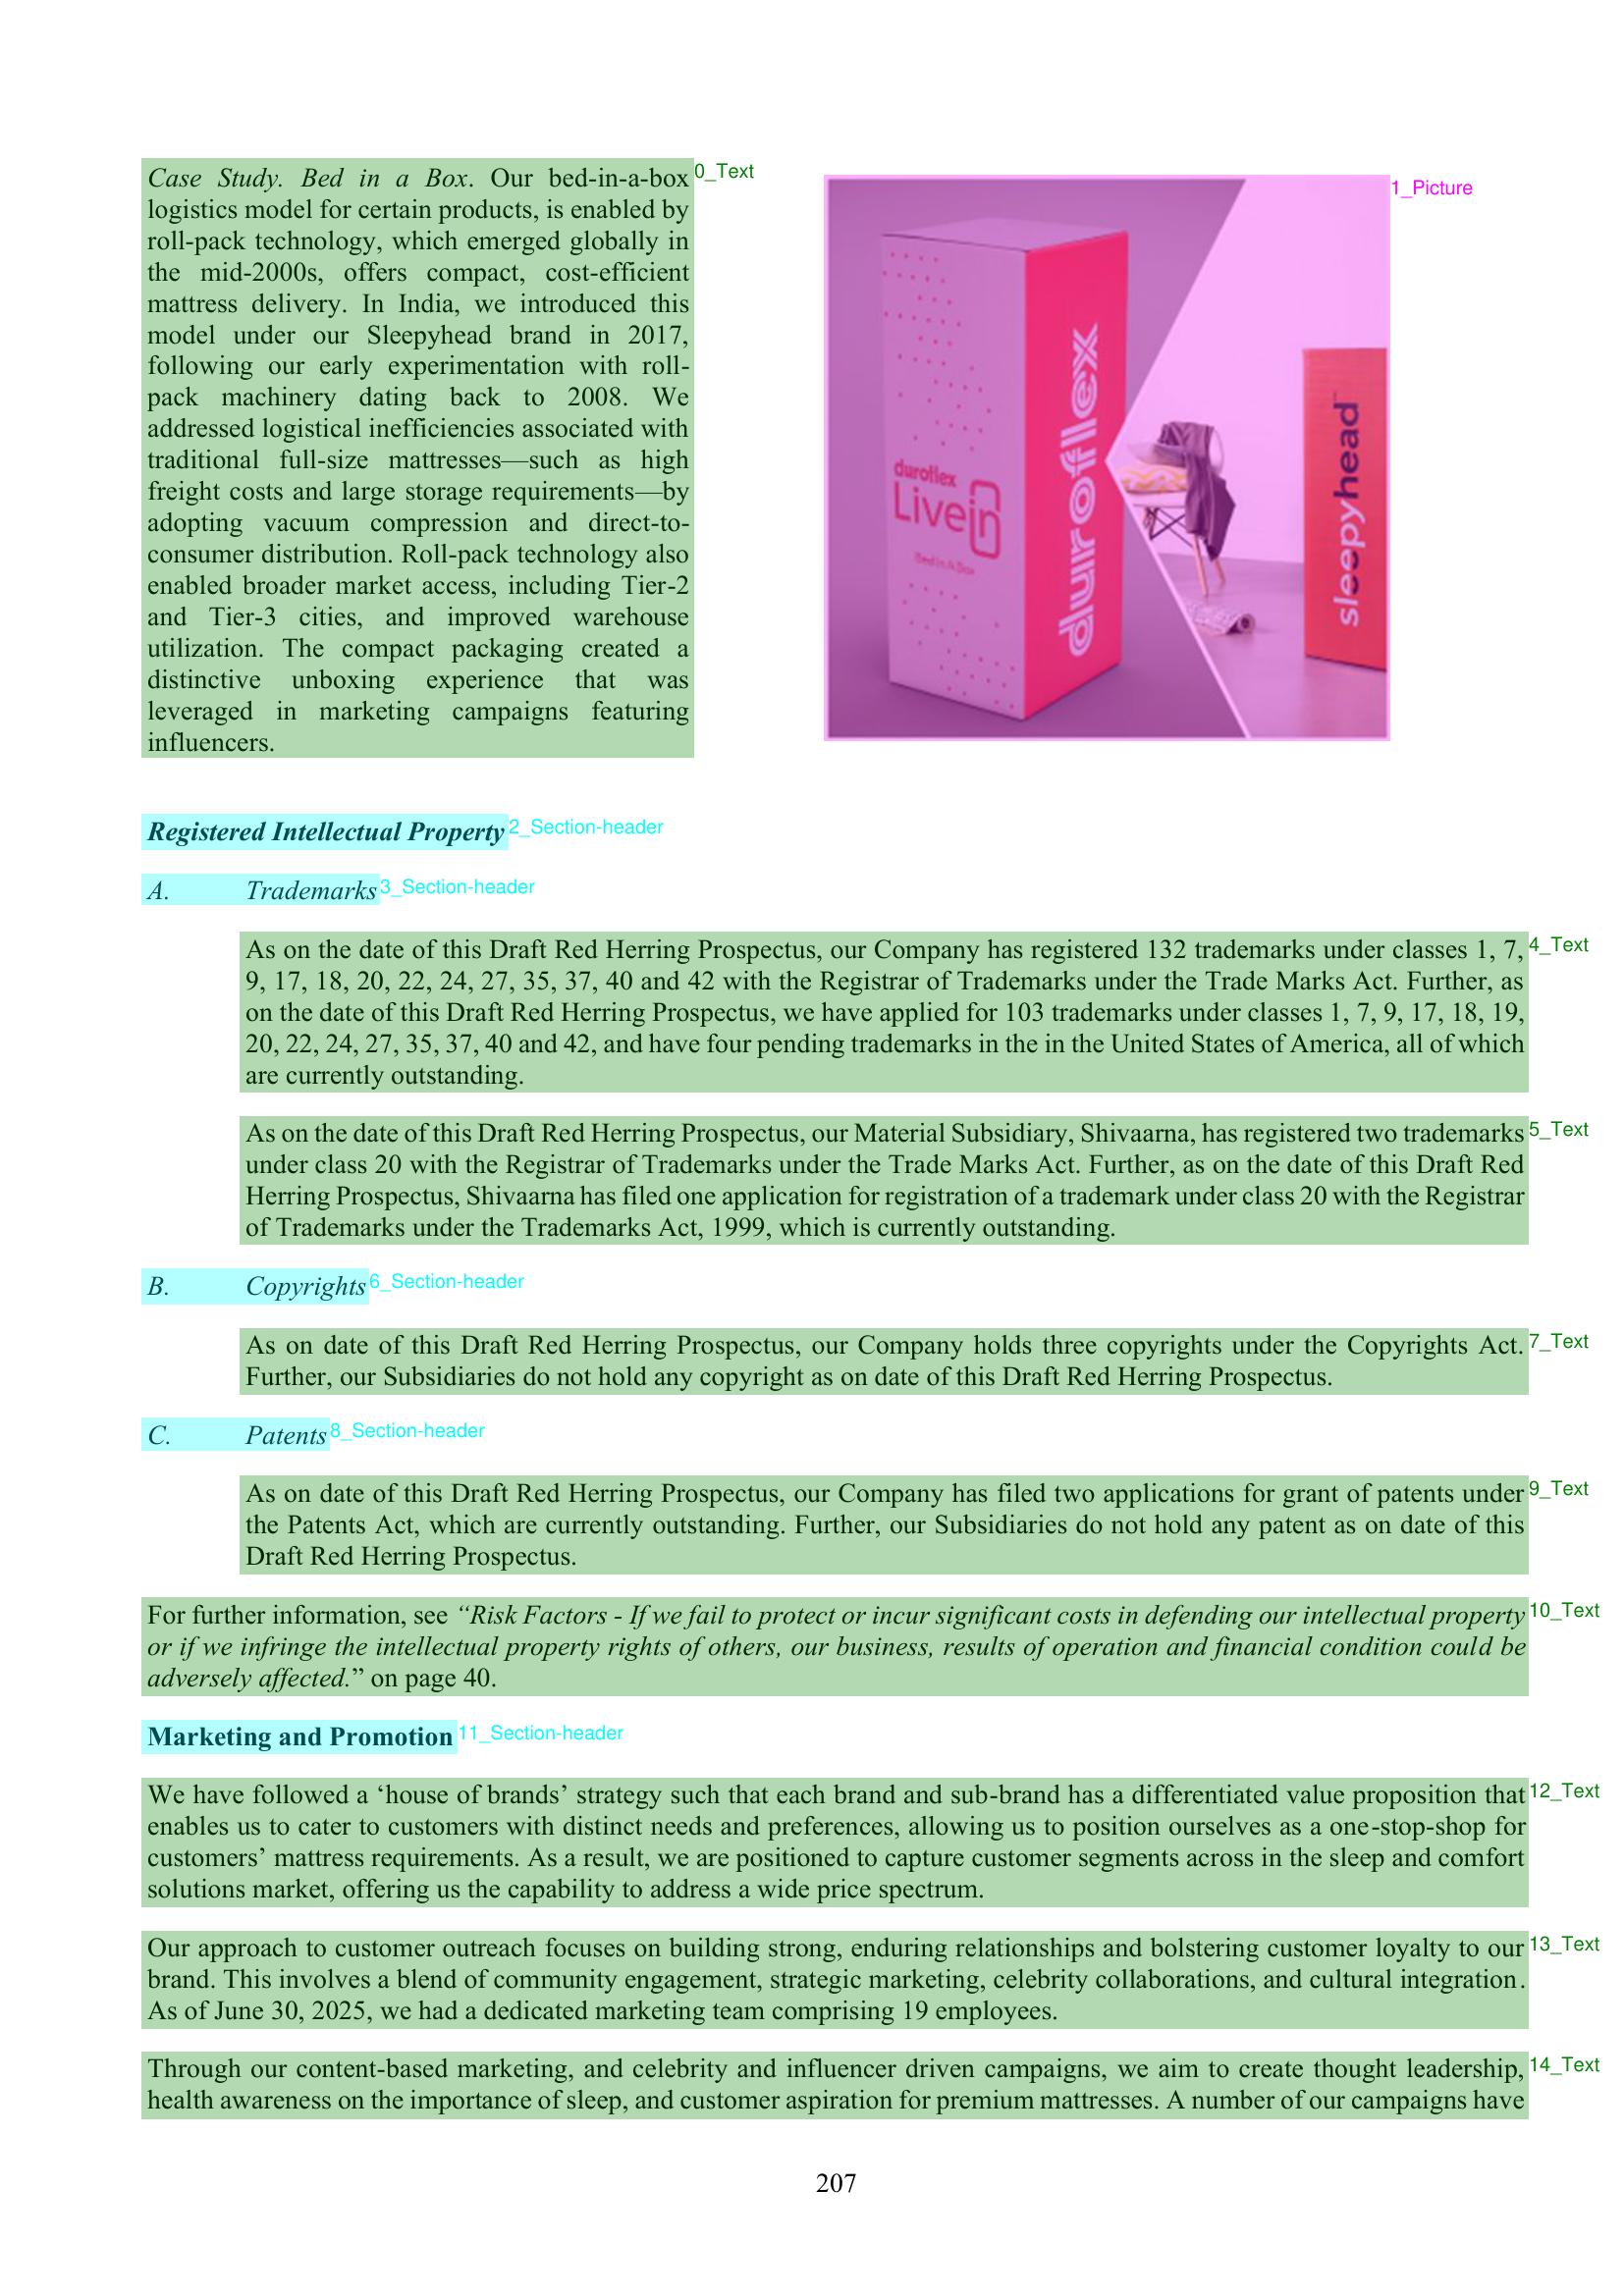 Case Study. Bed in a Box. Our bed-in-a-box
0_Text
logistics model for certain products, is enabled by
roll-pack technology, which emerged globally in
the mid-2000s, offers compact, cost-efficient
mattress delivery. In India, we introduced this
model under our Sleepyhead brand in 2017,
following our early experimentation with roll-
pack machinery dating back to 2008. We
addressed logistical inefficiencies associated with
traditional full-size mattresses—such as high
freight costs and large storage requirements—by
adopting vacuum compression and direct-to-
consumer distribution. Roll-pack technology also
enabled broader market access, including Tier-2
and Tier-3 cities, and improved warehouse
utilization. The compact packaging created a
distinctive unboxing experience that was
leveraged in marketing campaigns featuring
influencers.
1_Picture
duroflex
Livein
Bed In A Box
duroflex
sleepyhead
Registered Intellectual Property
2_Section-header
A. Trademarks
3_Section-header
As on the date of this Draft Red Herring Prospectus, our Company has registered 132 trademarks under classes 1, 7,
4_Text
9, 17, 18, 20, 22, 24, 27, 35, 37, 40 and 42 with the Registrar of Trademarks under the Trade Marks Act. Further, as
on the date of this Draft Red Herring Prospectus, we have applied for 103 trademarks under classes 1, 7, 9, 17, 18, 19,
20, 22, 24, 27, 35, 37, 40 and 42, and have four pending trademarks in the in the United States of America, all of which
are currently outstanding.
As on the date of this Draft Red Herring Prospectus, our Material Subsidiary, Shivaarna, has registered two trademarks
5_Text
under class 20 with the Registrar of Trademarks under the Trade Marks Act. Further, as on the date of this Draft Red
Herring Prospectus, Shivaarna has filed one application for registration of a trademark under class 20 with the Registrar
of Trademarks under the Trademarks Act, 1999, which is currently outstanding.
B. Copyrights
6_Section-header
As on date of this Draft Red Herring Prospectus, our Company holds three copyrights under the Copyrights Act.
7_Text
Further, our Subsidiaries do not hold any copyright as on date of this Draft Red Herring Prospectus.
C. Patents
8_Section-header
As on date of this Draft Red Herring Prospectus, our Company has filed two applications for grant of patents under
9_Text
the Patents Act, which are currently outstanding. Further, our Subsidiaries do not hold any patent as on date of this
Draft Red Herring Prospectus.
For further information, see “Risk Factors - If we fail to protect or incur significant costs in defending our intellectual property
10_Text
or if we infringe the intellectual property rights of others, our business, results of operation and financial condition could be
adversely affected.” on page 40.
Marketing and Promotion
11_Section-header
We have followed a ‘house of brands’ strategy such that each brand and sub-brand has a differentiated value proposition that
12_Text
enables us to cater to customers with distinct needs and preferences, allowing us to position ourselves as a one-stop-shop for
customers’ mattress requirements. As a result, we are positioned to capture customer segments across in the sleep and comfort
solutions market, offering us the capability to address a wide price spectrum.
Our approach to customer outreach focuses on building strong, enduring relationships and bolstering customer loyalty to our
13_Text
brand. This involves a blend of community engagement, strategic marketing, celebrity collaborations, and cultural integration.
As of June 30, 2025, we had a dedicated marketing team comprising 19 employees.
Through our content-based marketing, and celebrity and influencer driven campaigns, we aim to create thought leadership,
14_Text
health awareness on the importance of sleep, and customer aspiration for premium mattresses. A number of our campaigns have
207